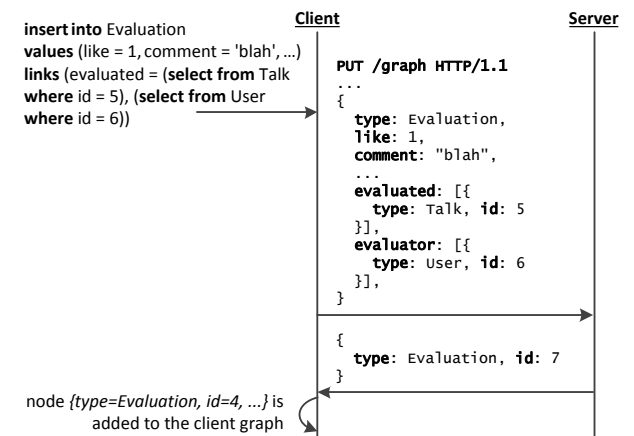 Client
Server
insert into Evaluation
values (like = 1, comment = 'blah', …)
links (evaluated = (select from Talk
where id = 5), (select from User
where id = 6))
PUT /graph HTTP/1.1
...
{
type: Evaluation,
like: 1,
comment: "blah",
...
evaluated: [{
type: Talk, id: 5
}],
evaluator: [{
type: User, id: 6
}],
}
{
type: Evaluation, id: 7
}
node {type=Evaluation, id=4, ...} is
added to the client graph